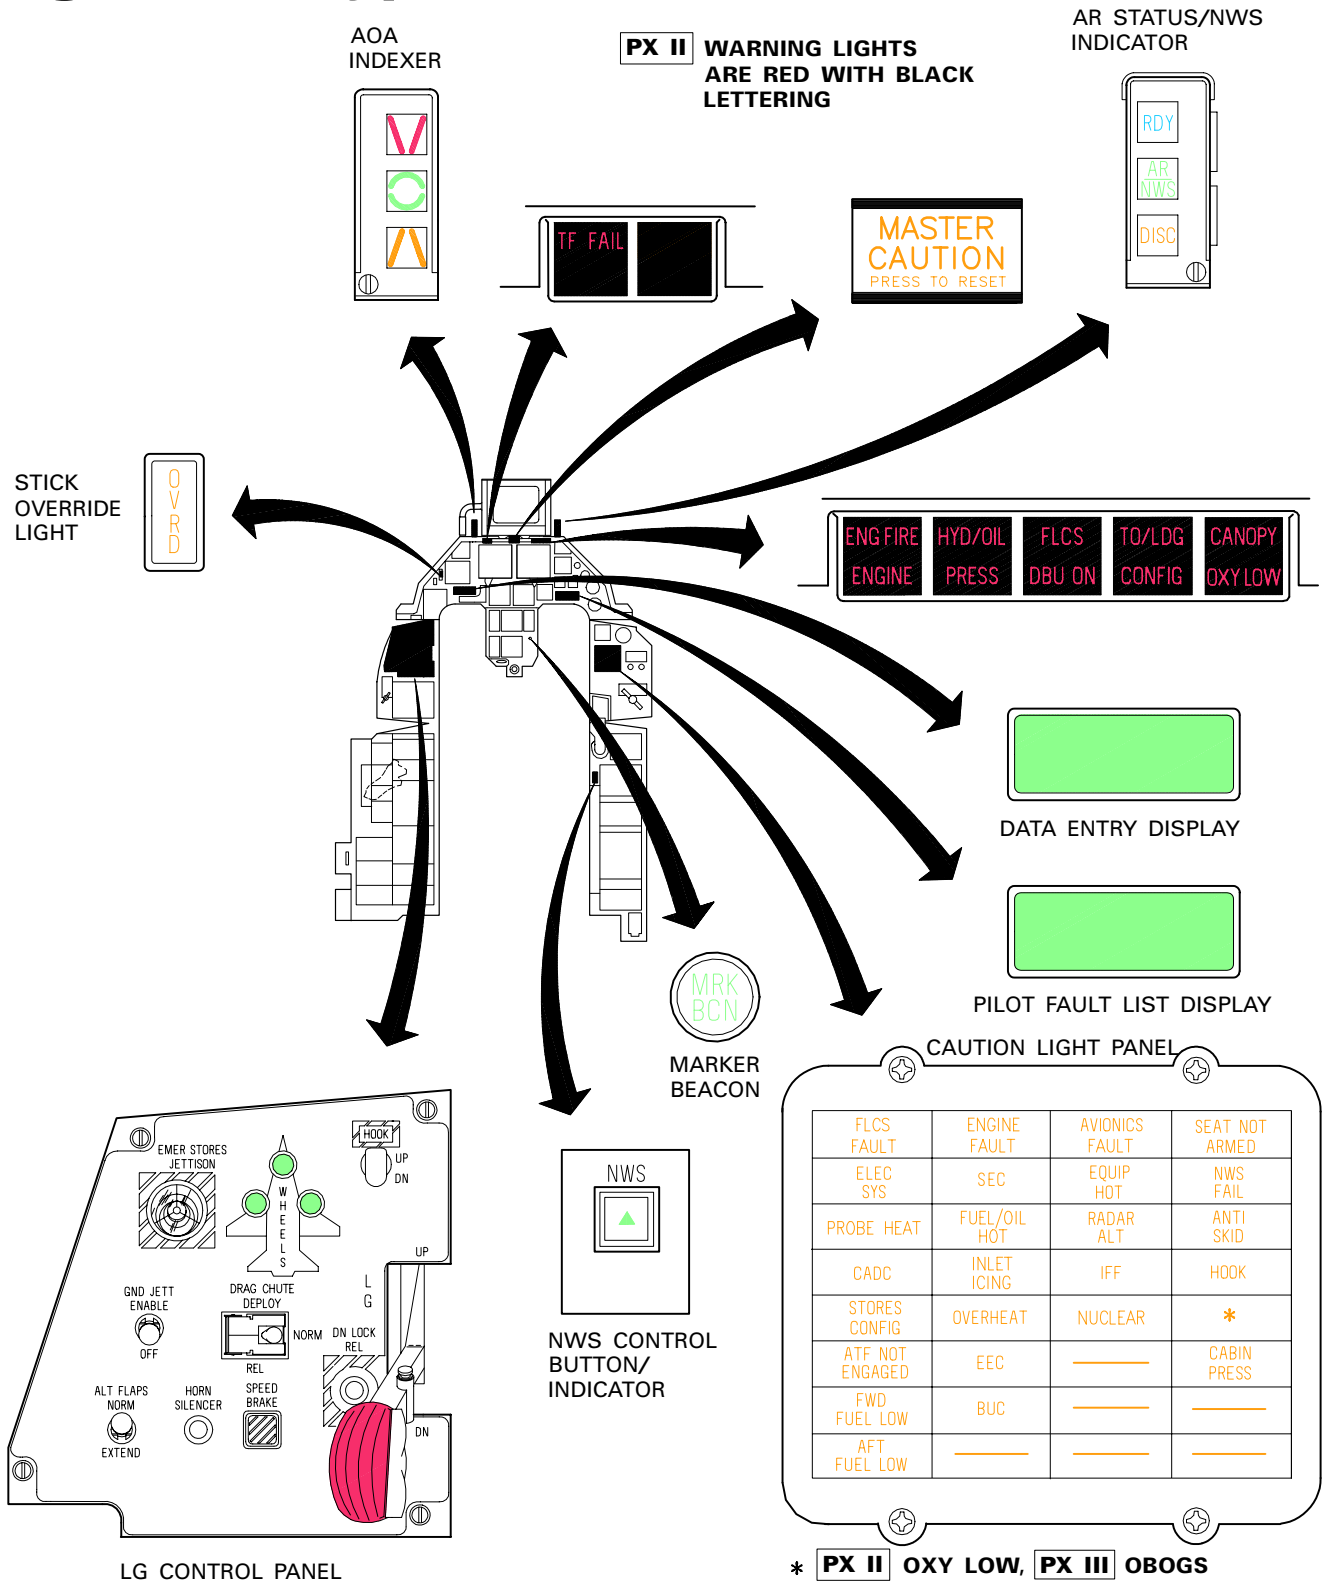 AOA
INDEXER
PX II WARNING LIGHTS
ARE RED WITH BLACK
LETTERING
AR STATUS/NWS
INDICATOR
RDY
AR
NWS
DISC
TF FAIL
MASTER
CAUTION
PRESS TO RESET
STICK
OVERRIDE
LIGHT
OVRD
ENG FIRE
ENGINE
HYD/OIL
PRESS
FLCS
DBU ON
TO/LDG
CONFIG
CANOPY
OXY LOW
DATA ENTRY DISPLAY
PILOT FAULT LIST DISPLAY
MRK
BCN
MARKER
BEACON
CAUTION LIGHT PANEL
FLCS
FAULT
ENGINE
FAULT
AVIONICS
FAULT
SEAT NOT
ARMED
ELEC
SYS
SEC
EQUIP
HOT
NWS
FAIL
PROBE HEAT
FUEL/OIL
HOT
RADAR
ALT
ANTI
SKID
CADC
INLET
ICING
IFF
HOOK
STORES
CONFIG
OVERHEAT
NUCLEAR
*
ATF NOT
ENGAGED
EEC
CABIN
PRESS
FWD
FUEL LOW
BUC
AFT
FUEL LOW
* PX II OXY LOW, PX III OBOGS
NWS
NWS CONTROL
BUTTON/
INDICATOR
EMER STORES
JETTISON
WHEELS
HOOK
UP
DN
UP
LG
GND JETT
ENABLE
OFF
DRAG CHUTE
DEPLOY
NORM
REL
DN LOCK
REL
ALT FLAPS
NORM
EXTEND
HORN
SILENCER
SPEED
BRAKE
DN
LG CONTROL PANEL